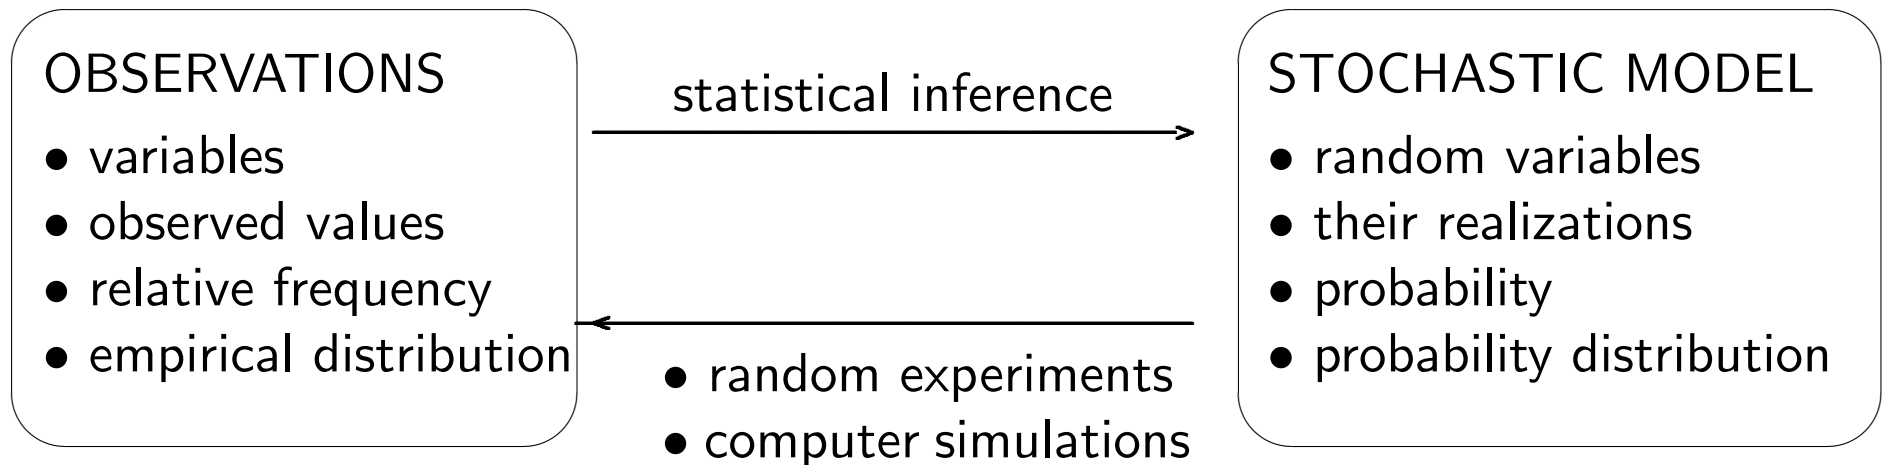 OBSERVATIONS
• variables
• observed values
• relative frequency
• empirical distribution
statistical inference
• random experiments
• computer simulations
STOCHASTIC MODEL
• random variables
• their realizations
• probability
• probability distribution